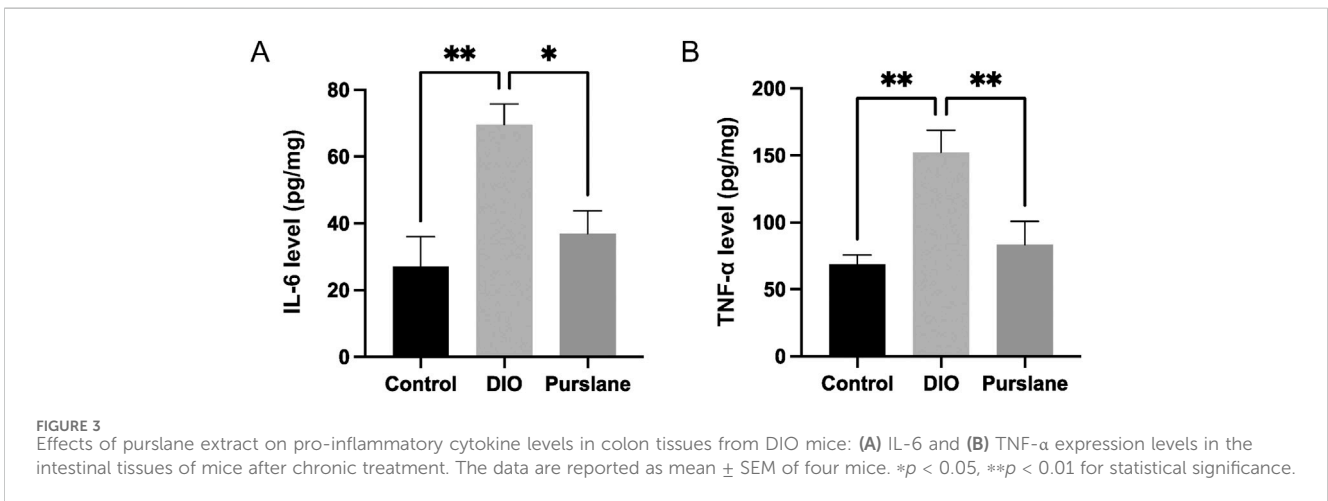 A
B
** *
** **
IL-6 level (pg/mg)
80
60
40
20
0
Control DIO Purslane
TNF-α level (pg/mg)
200
150
100
50
0
Control DIO Purslane
FIGURE 3
Effects of purslane extract on pro-inflammatory cytokine levels in colon tissues from DIO mice: (A) IL-6 and (B) TNF-α expression levels in the
intestinal tissues of mice after chronic treatment. The data are reported as mean ± SEM of four mice. *p < 0.05, **p < 0.01 for statistical significance.